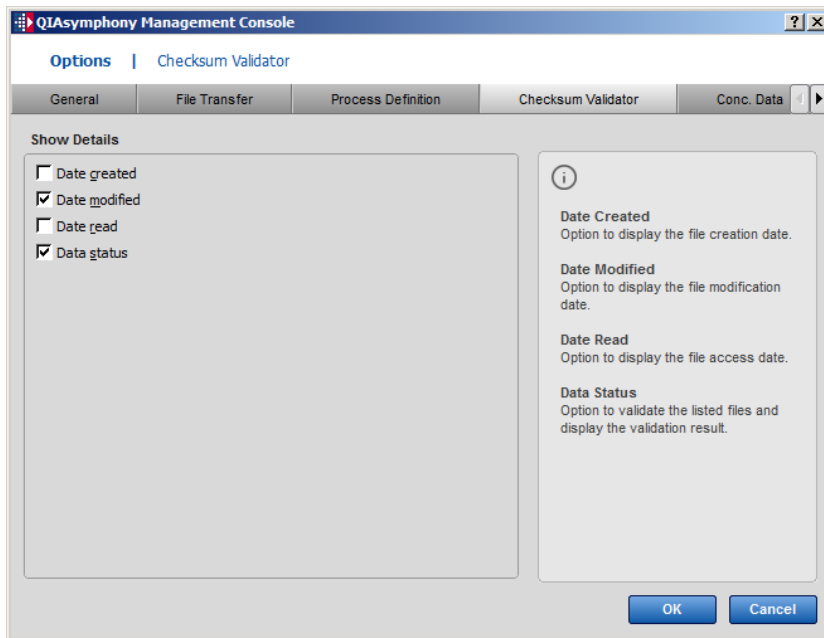 QIAsymphony Management Console
Options | Checksum Validator
General
File Transfer
Process Definition
Checksum Validator
Conc. Data
Show Details
Date created
Date modified
Date read
Data status
Date Created
Option to display the file creation date.
Date Modified
Option to display the file modification
date.
Date Read
Option to display the file access date.
Data Status
Option to validate the listed files and
display the validation result.
OK
Cancel